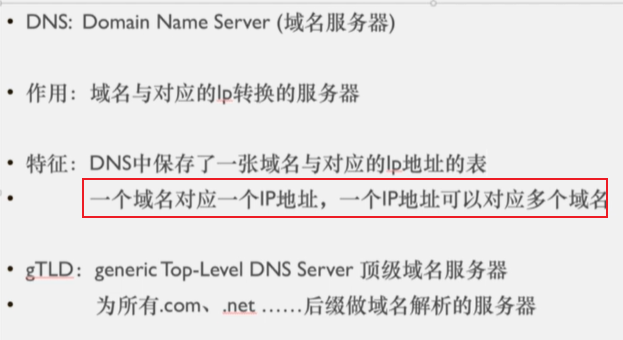 • DNS: Domain Name Server (域名服务器)
• 作用：域名与对应的Ip转换的服务器
• 特征：DNS中保存了一张域名与对应的Ip地址的表
• 一个域名对应一个IP地址，一个IP地址可以对应多个域名
• gTLD：generic Top-Level DNS Server 顶级域名服务器
• 为所有.com、.net ……后缀做域名解析的服务器